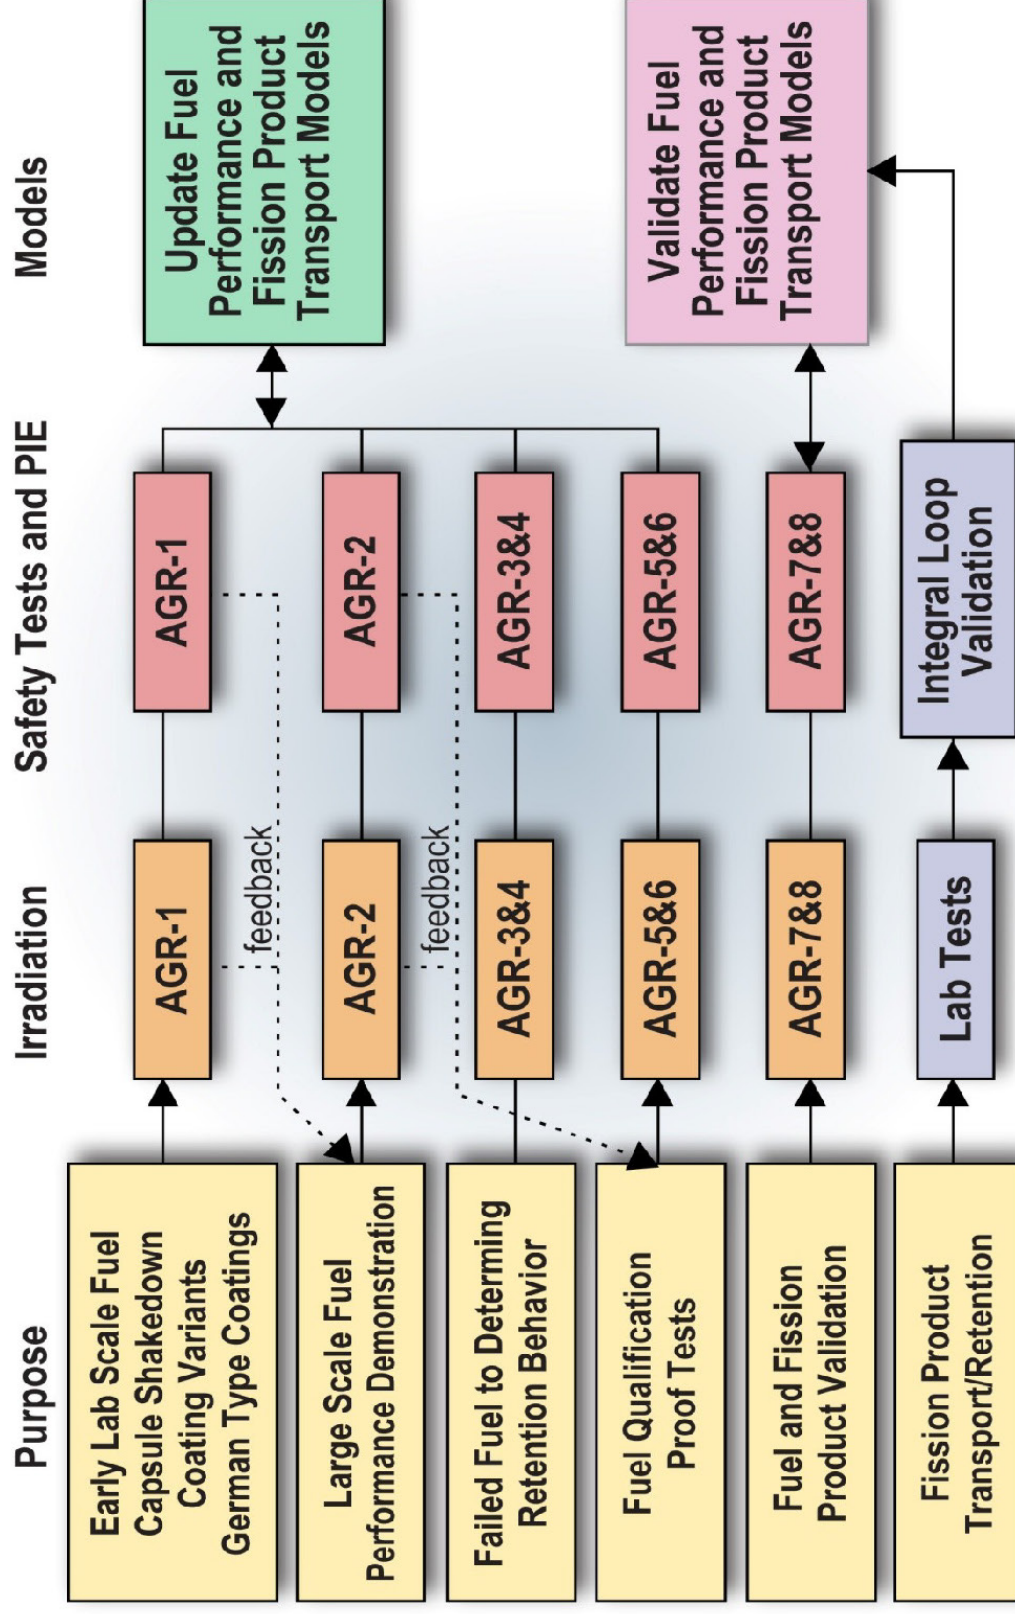 Purpose
Irradiation
Safety Tests and PIE
Models
Early Lab Scale Fuel
Capsule Shakedown
Coating Variants
German Type Coatings
AGR-1
AGR-1
Update Fuel
Performance and
Fission Product
Transport Models
feedback
Large Scale Fuel
Performance Demonstration
AGR-2
AGR-2
feedback
Failed Fuel to Determing
Retention Behavior
AGR-3&4
AGR-3&4
Fuel Qualification
Proof Tests
AGR-5&6
AGR-5&6
Validate Fuel
Performance and
Fission Product
Transport Models
Fuel and Fission
Product Validation
AGR-7&8
AGR-7&8
Fission Product
Transport/Retention
Lab Tests
Integral Loop
Validation